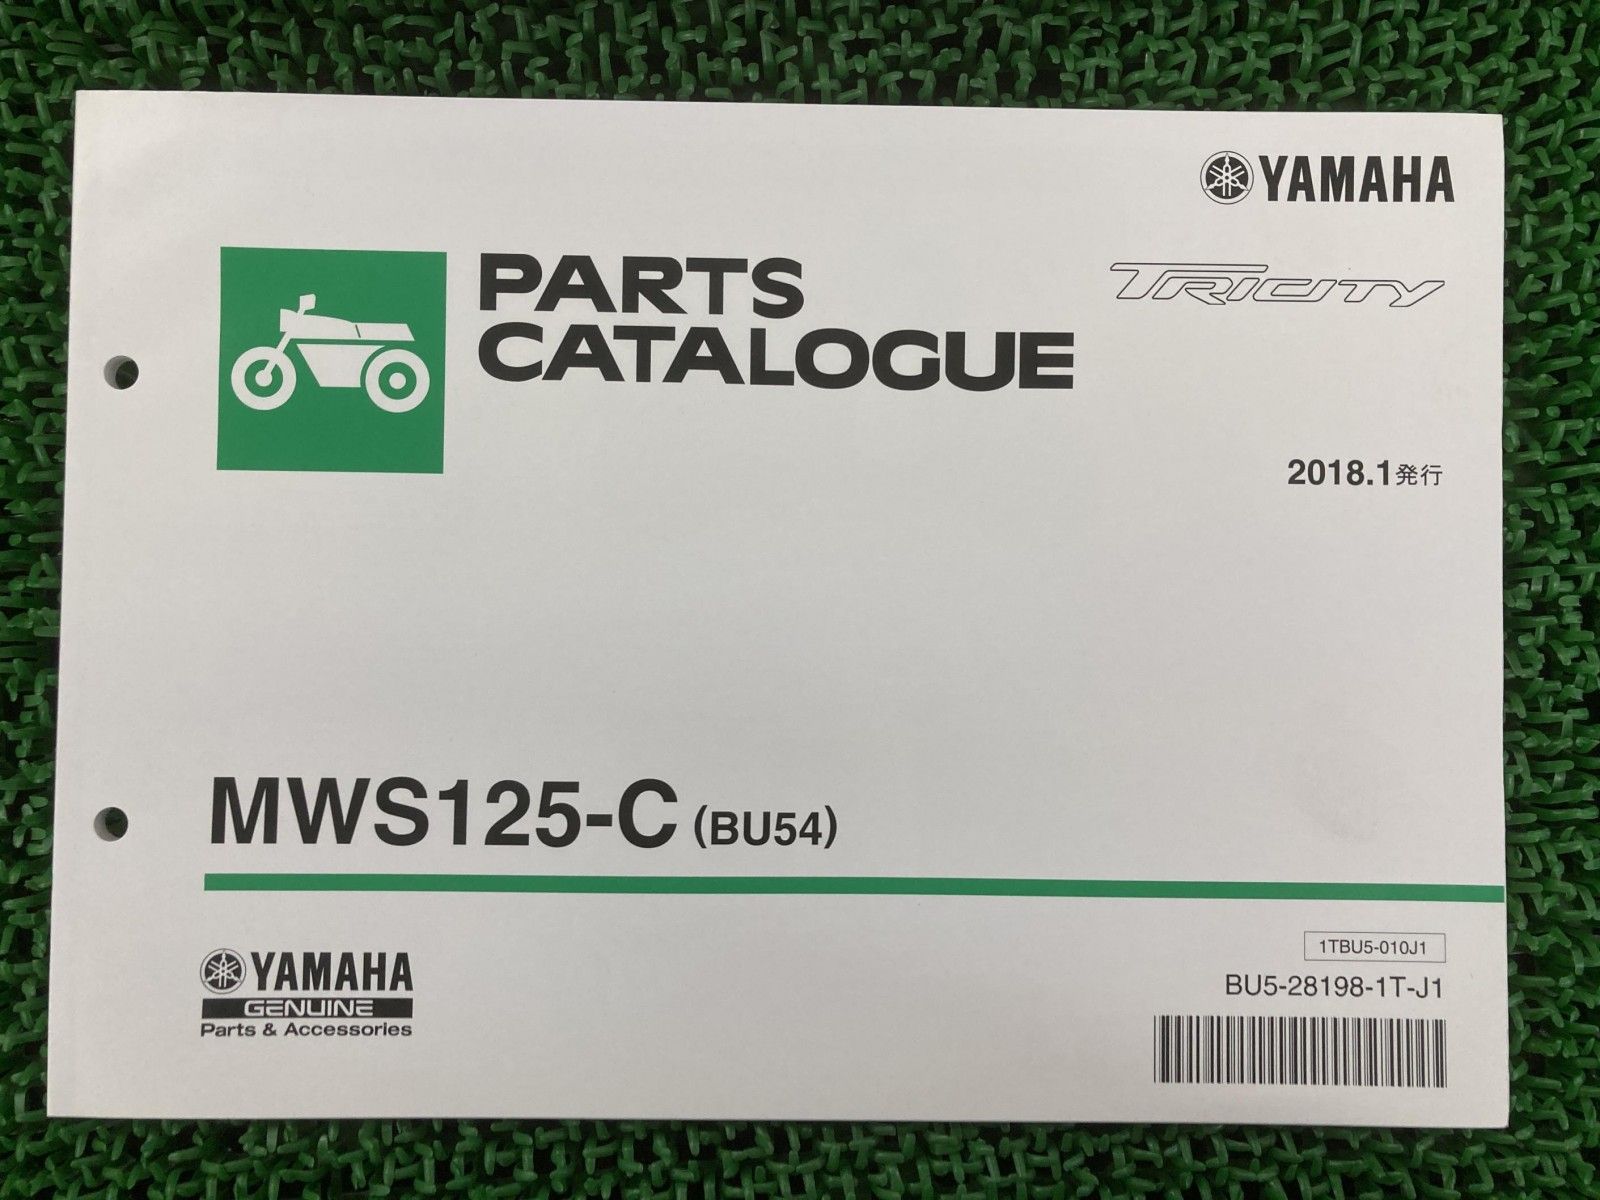 YAMAHA
PARTS
CATALOGUE
TRICITY
2018.1発行
MWS125-C (BU54)
YAMAHA
GENUINE
Parts & Accessories
1TBU5-010J1
BU5-28198-1T-J1